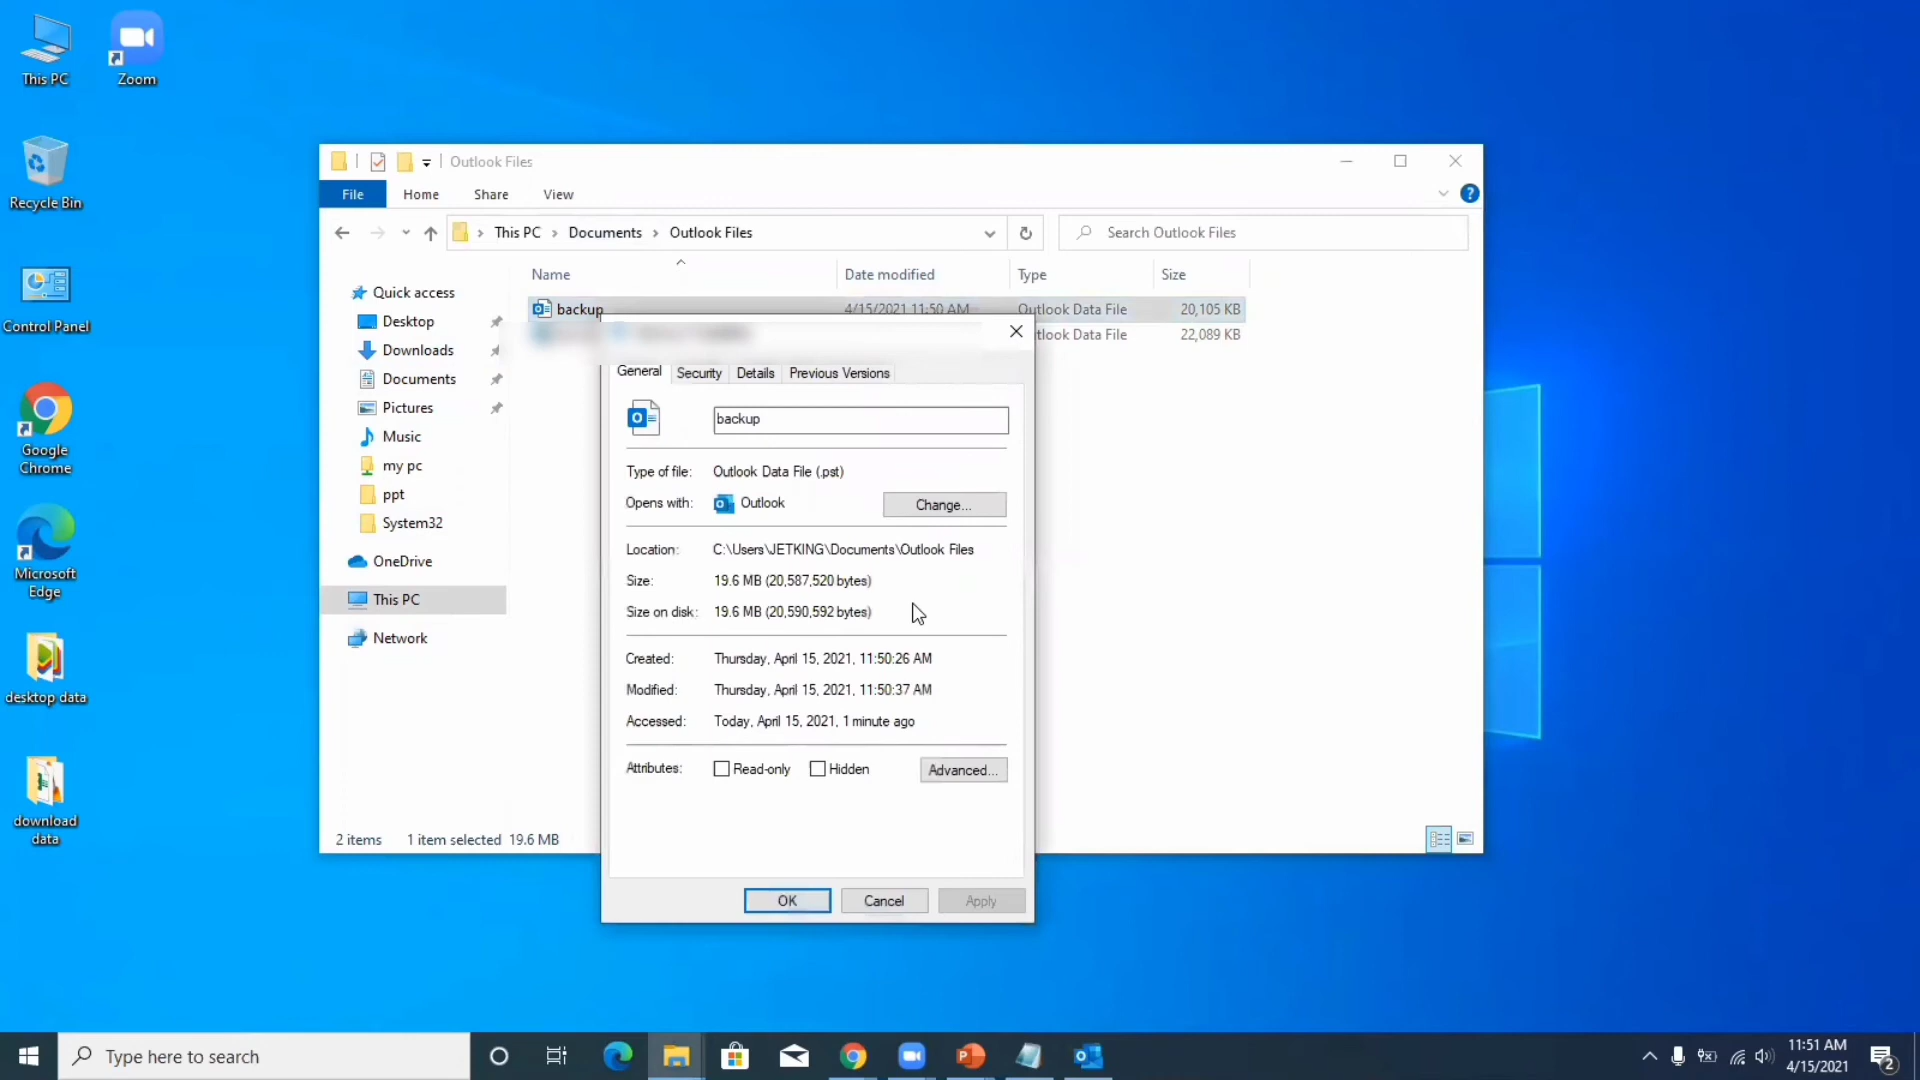 This PC
Zoom
Recycle Bin
Control Panel
Google
Chrome
Microsoft
Edge
desktop data
download
data
Outlook Files
File Home Share View
This PC > Documents > Outlook Files
Search Outlook Files
Name Date modified Type Size
backup 4/15/2021 11:50 AM Outlook Data File 20,105 KB
tlook Data File 22,089 KB
Quick access
Desktop
Downloads
Documents
Pictures
Music
my pc
ppt
System32
OneDrive
This PC
Network
2 items 1 item selected 19.6 MB
General Security Details Previous Versions
backup
Type of file: Outlook Data File (.pst)
Opens with: Outlook Change...
Location: C:\Users\JETKING\Documents\Outlook Files
Size: 19.6 MB (20,587,520 bytes)
Size on disk: 19.6 MB (20,590,592 bytes)
Created: Thursday, April 15, 2021, 11:50:26 AM
Modified: Thursday, April 15, 2021, 11:50:37 AM
Accessed: Today, April 15, 2021, 1 minute ago
Attributes: Read-only Hidden Advanced...
OK Cancel Apply
Type here to search
11:51 AM
4/15/2021
2